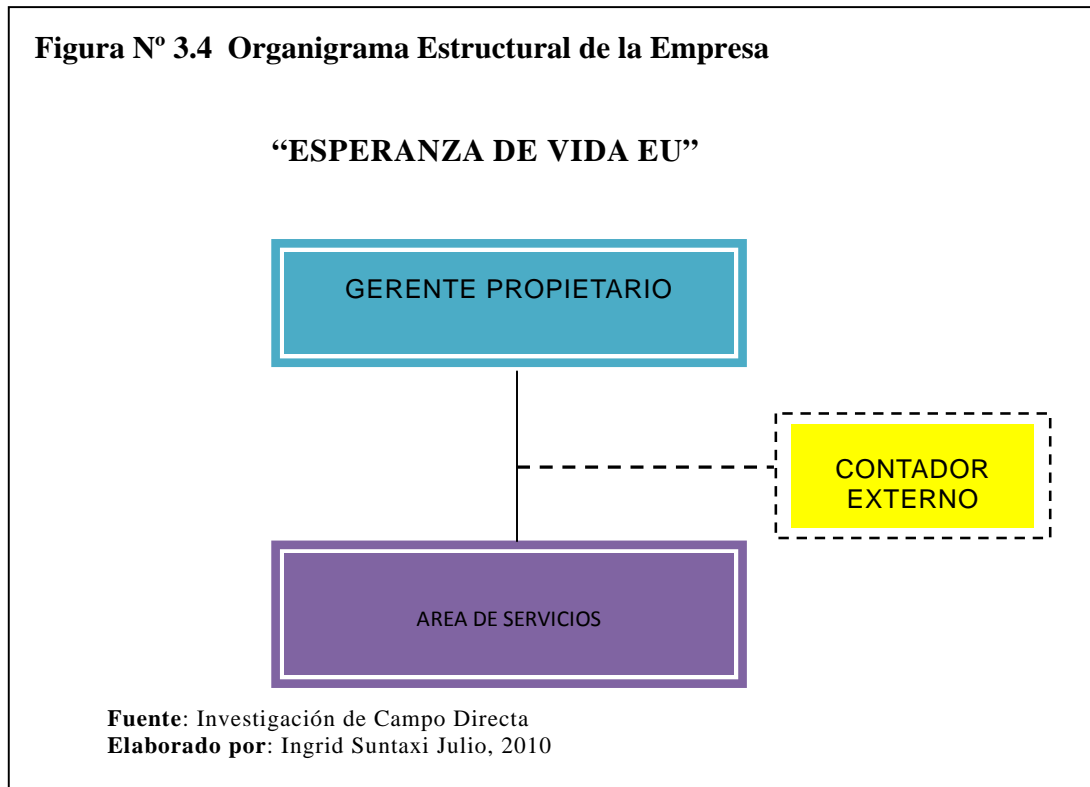 Figura Nº 3.4 Organigrama Estructural de la Empresa
“ESPERANZA DE VIDA EU”
GERENTE PROPIETARIO
CONTADOR
EXTERNO
AREA DE SERVICIOS
Fuente: Investigación de Campo Directa
Elaborado por: Ingrid Suntaxi Julio, 2010